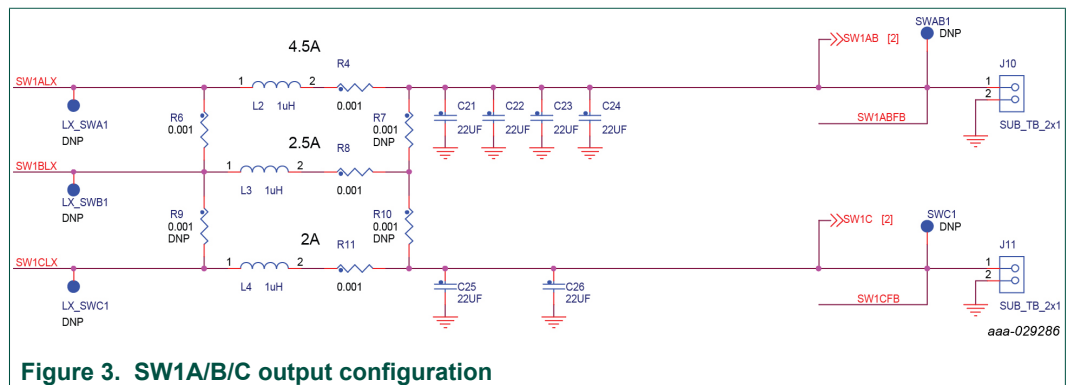 4.5A
SW1AB [2]
SWAB1
DNP
J10
SW1ALX
1 2
R4
1
2
L2 1uH
0.001
LX_SWA1
DNP
R6
0.001
C21
22UF
C22
22UF
C23
22UF
C24
22UF
R7
0.001
DNP
SW1ABFB
SUB_TB_2x1
2.5A
R8
SW1BLX
1 2
L3 1uH
0.001
LX_SWB1
DNP
R9
0.001
DNP
R10
0.001
DNP
SW1C [2]
SWC1
DNP
2A
R11
J11
SW1CLX
1 2
1
2
L4 1uH
0.001
LX_SWC1
DNP
C25
22UF
C26
22UF
SW1CFB
SUB_TB_2x1
aaa-029286
Figure 3. SW1A/B/C output configuration